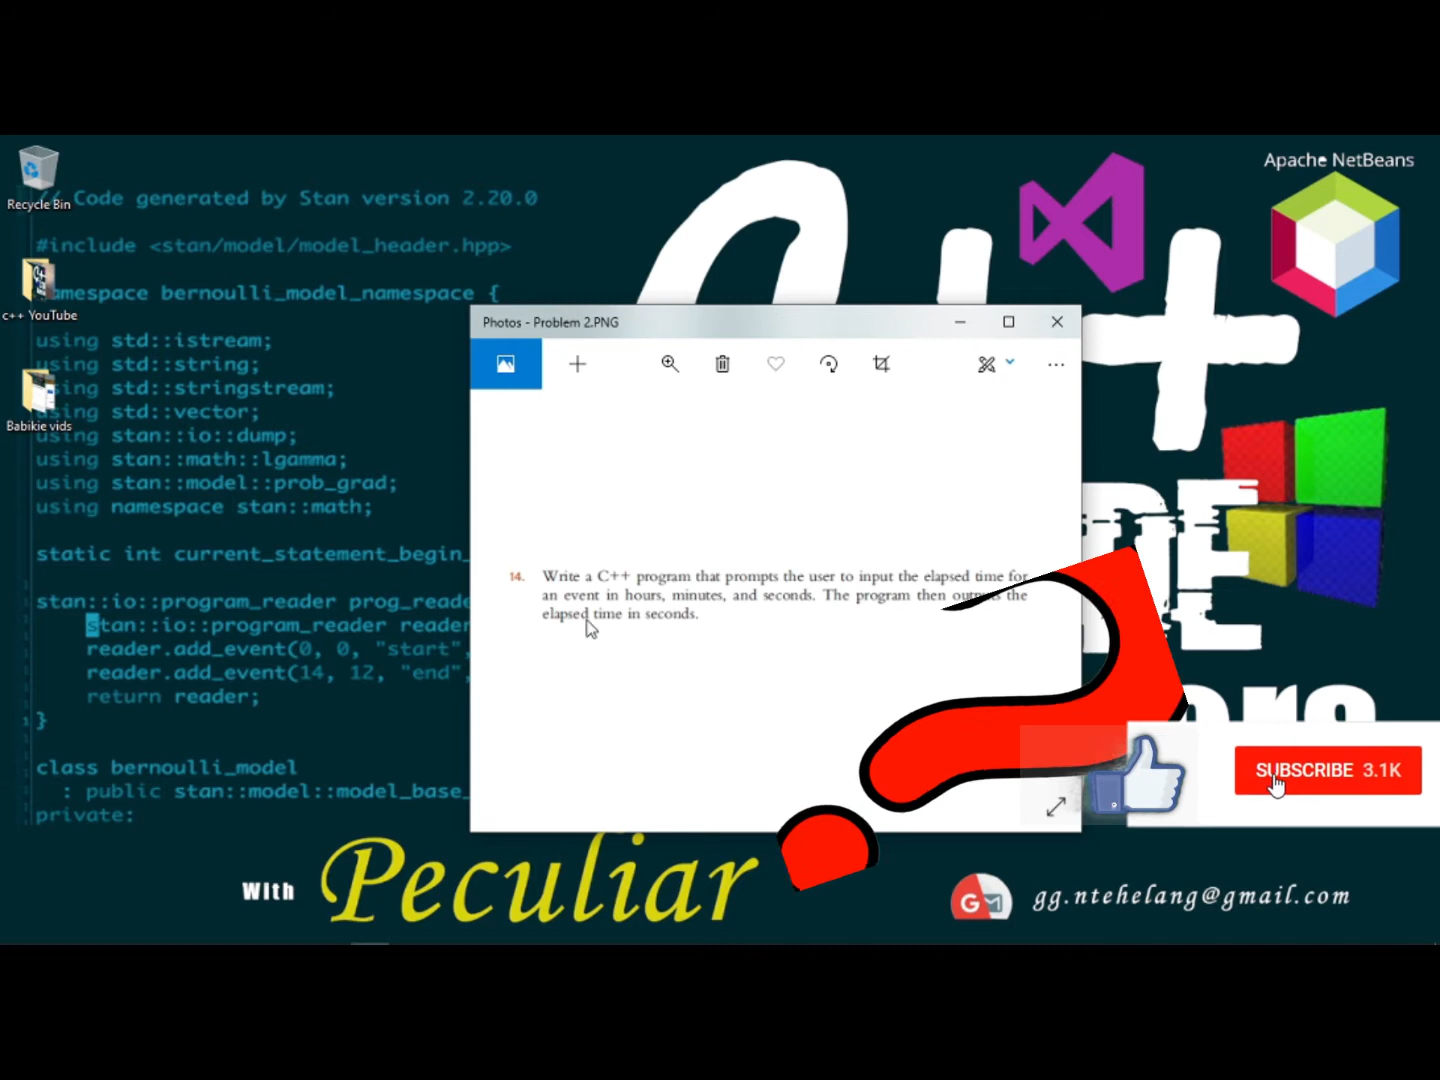 Apache NetBeans
Recycle Bin
Code generated by Stan version 2.20.0
#include <stan/model/model_header.hpp>
namespace bernoulli_model_namespace {
c++ YouTube
using std::istream;
using std::string;
using std::stringstream;
using std::vector;
Babikie vids
using stan::io::dump;
using stan::math::lgamma;
using stan::model::prob_grad;
using namespace stan::math;
static int current_statement_begin_
stan::io::program_reader prog_reade
stan::io::program_reader reader
reader.add_event(0, 0, "start",
reader.add_event(14, 12, "end",
return reader;
}
class bernoulli_model
: public stan::model::model_base_
private:
Photos - Problem 2.PNG
14. Write a C++ program that prompts the user to input the elapsed time for
an event in hours, minutes, and seconds. The program then outputs the
elapsed time in seconds.
SUBSCRIBE 3.1K
With Peculiar
gg.ntehelang@gmail.com